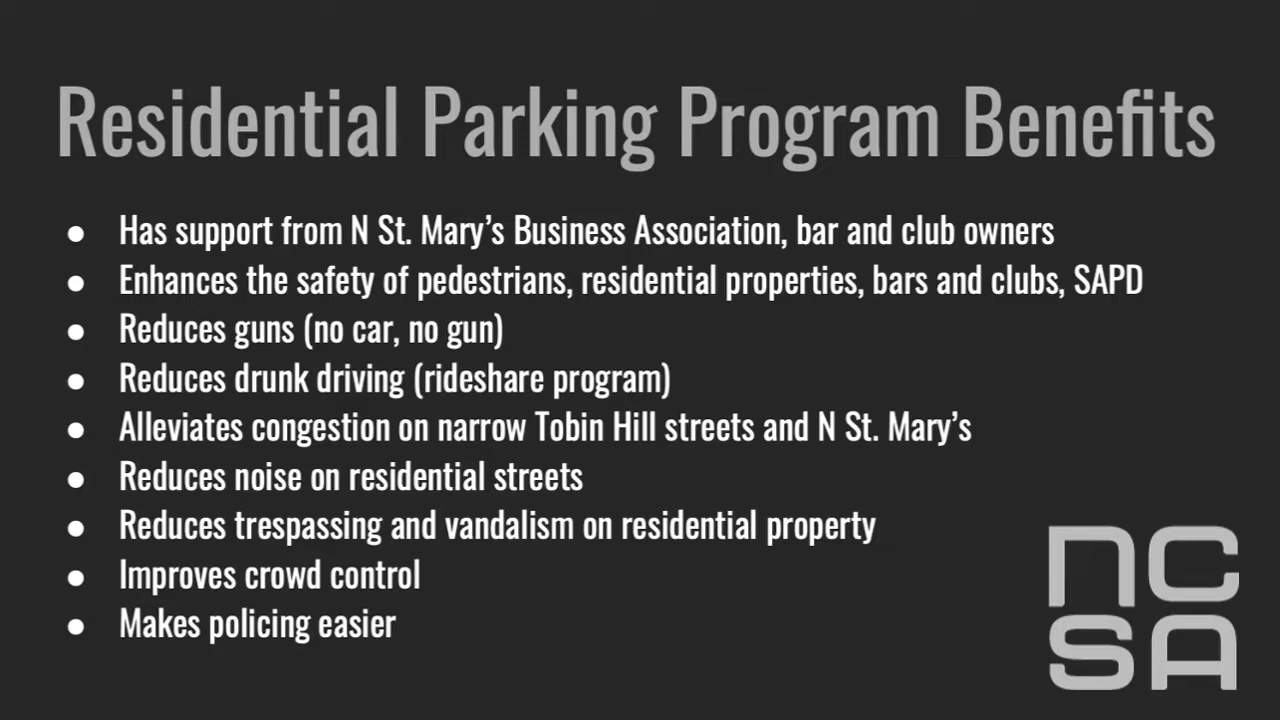 Residential Parking Program Benefits
● Has support from N St. Mary’s Business Association, bar and club owners
● Enhances the safety of pedestrians, residential properties, bars and clubs, SAPD
● Reduces guns (no car, no gun)
● Reduces drunk driving (rideshare program)
● Alleviates congestion on narrow Tobin Hill streets and N St. Mary’s
● Reduces noise on residential streets
● Reduces trespassing and vandalism on residential property
● Improves crowd control
● Makes policing easier
NC
SA